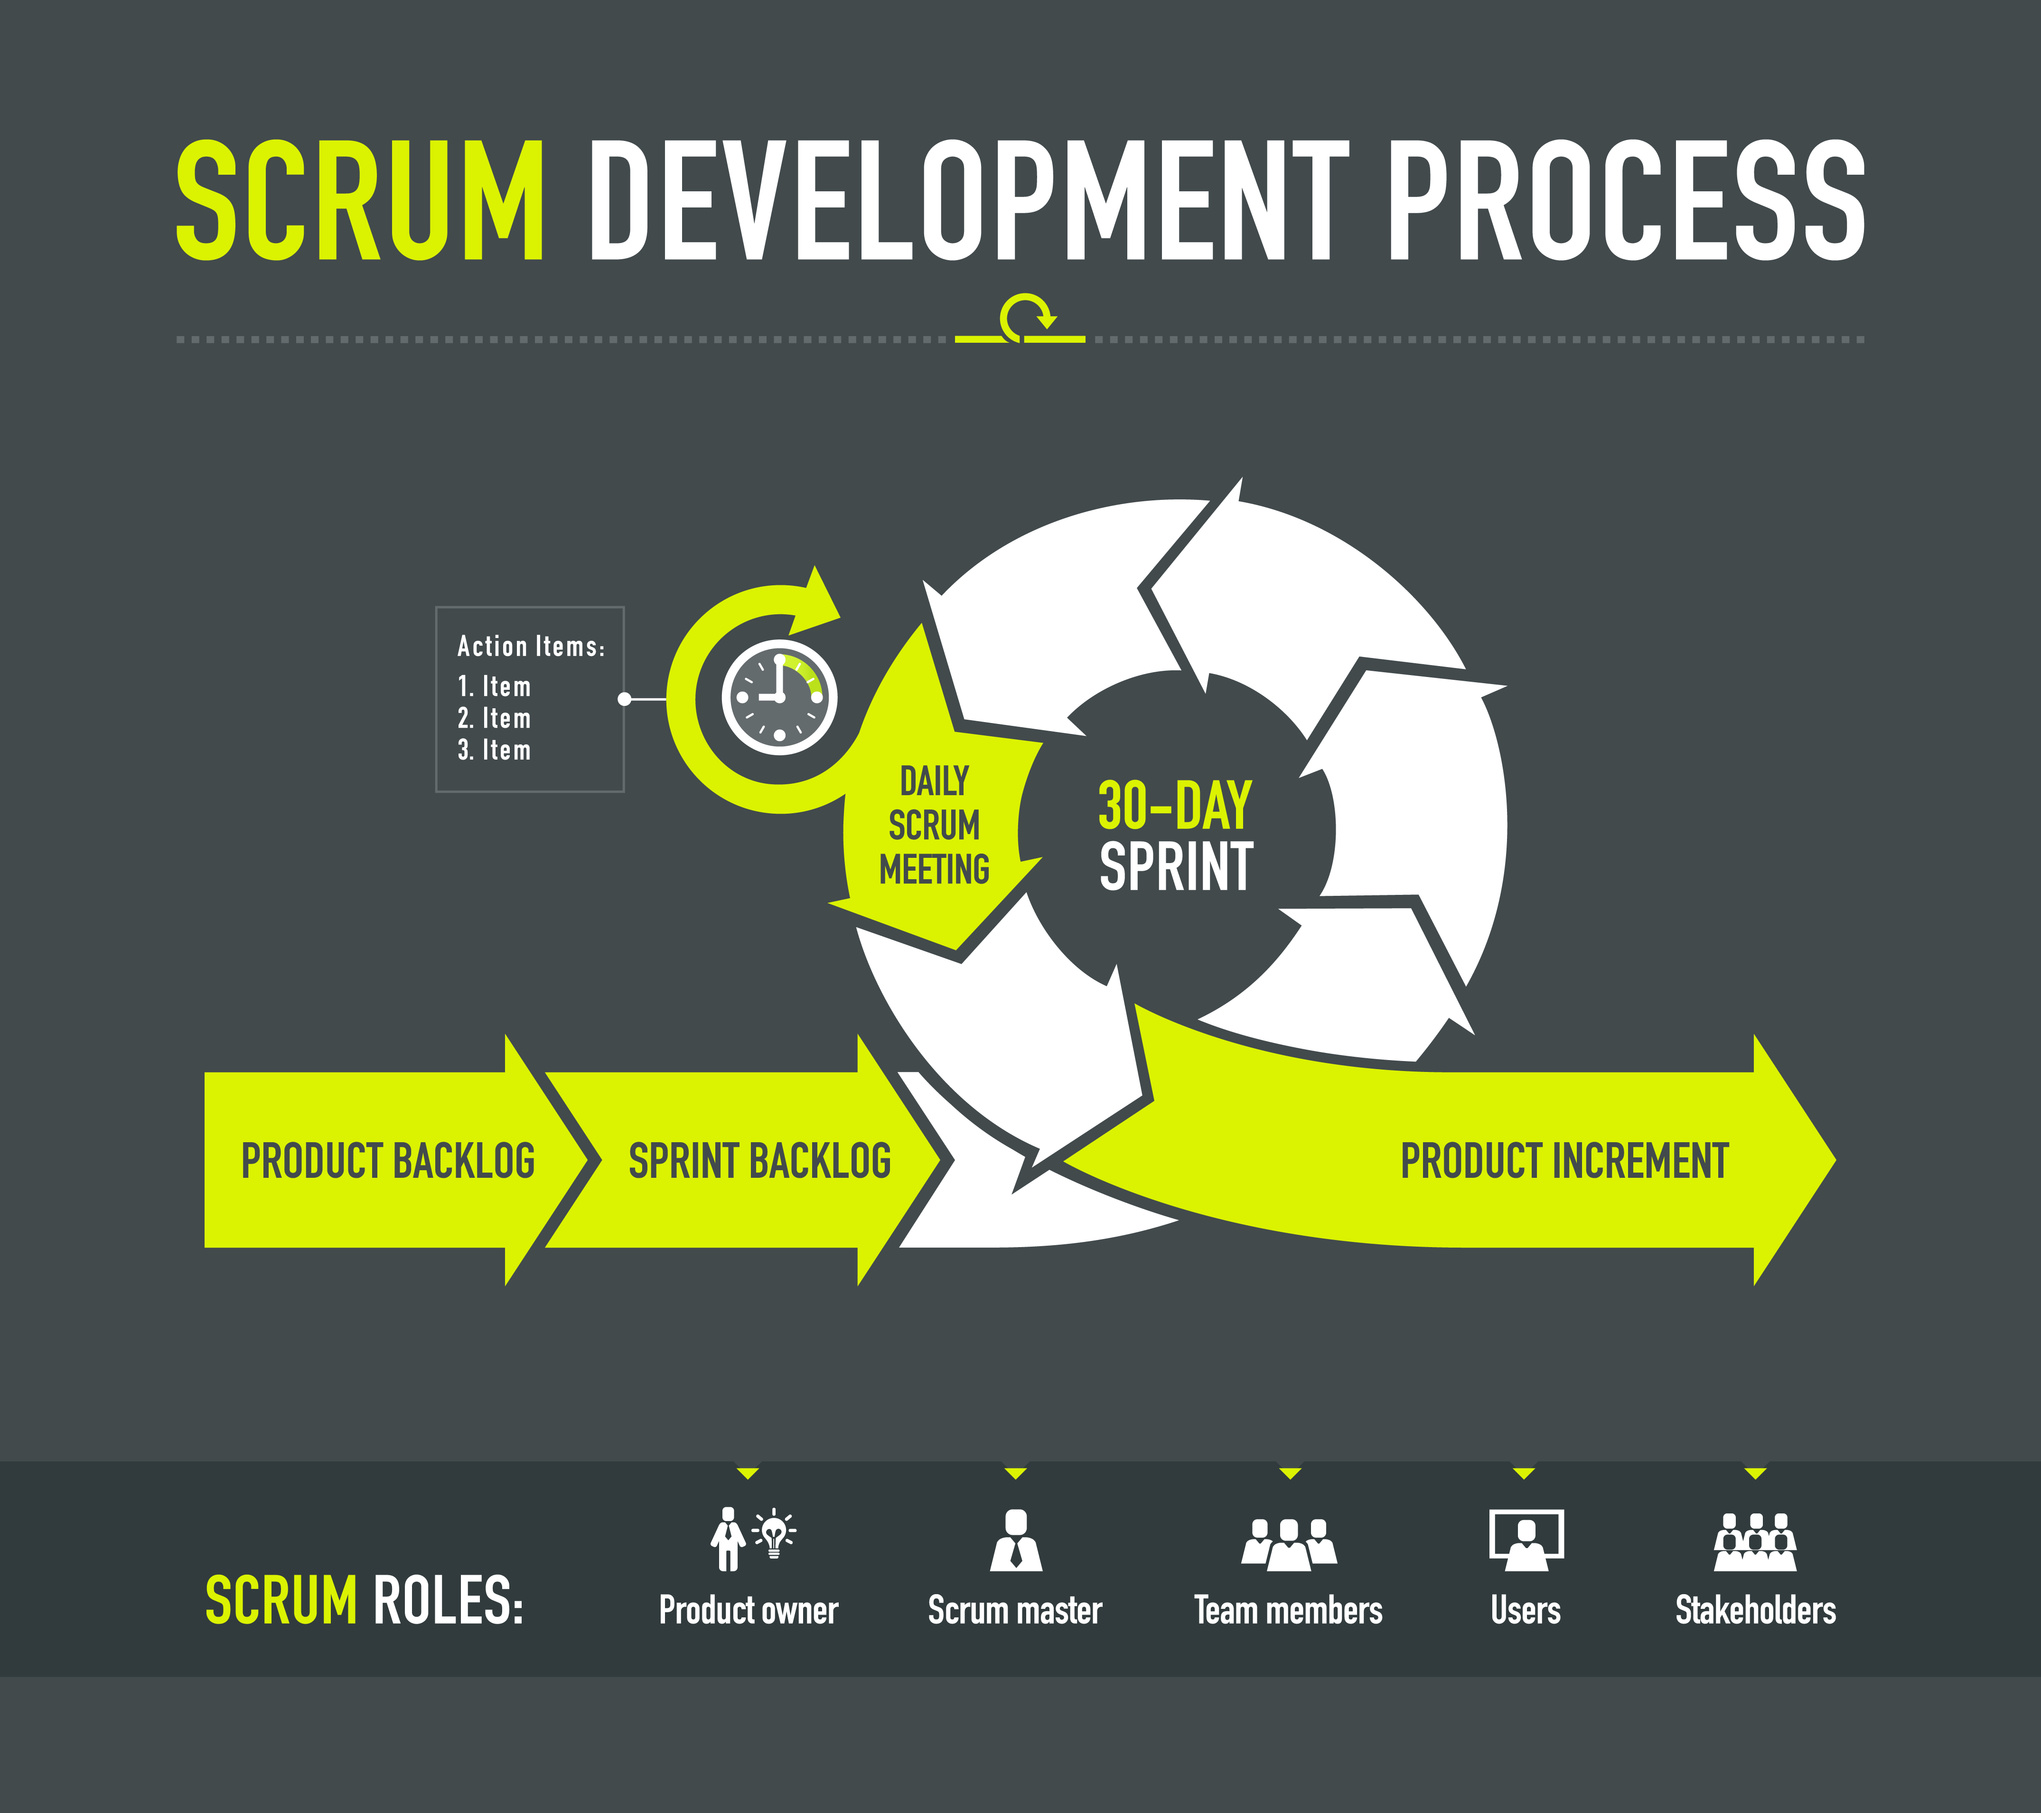 SCRUM DEVELOPMENT PROCESS
Action Items:
1. Item
2. Item
3. Item
DAILY
SCRUM
MEETING
30-DAY
SPRINT
PRODUCT BACKLOG
SPRINT BACKLOG
PRODUCT INCREMENT
SCRUM ROLES:
Product owner
Scrum master
Team members
Users
Stakeholders